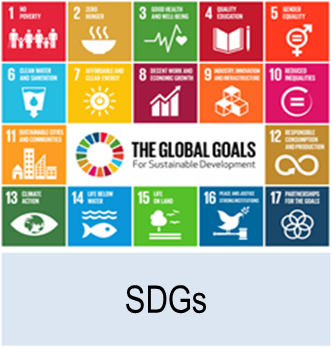 1 NO POVERTY
2 ZERO HUNGER
3 GOOD HEALTH AND WELL-BEING
4 QUALITY EDUCATION
5 GENDER EQUALITY
6 CLEAN WATER AND SANITATION
7 AFFORDABLE AND CLEAN ENERGY
8 DECENT WORK AND ECONOMIC GROWTH
9 INDUSTRY, INNOVATION AND INFRASTRUCTURE
10 REDUCED INEQUALITIES
11 SUSTAINABLE CITIES AND COMMUNITIES
THE GLOBAL GOALS
For Sustainable Development
12 RESPONSIBLE CONSUMPTION AND PRODUCTION
13 CLIMATE ACTION
14 LIFE BELOW WATER
15 LIFE ON LAND
16 PEACE AND JUSTICE STRONG INSTITUTIONS
17 PARTNERSHIPS FOR THE GOALS
SDGs